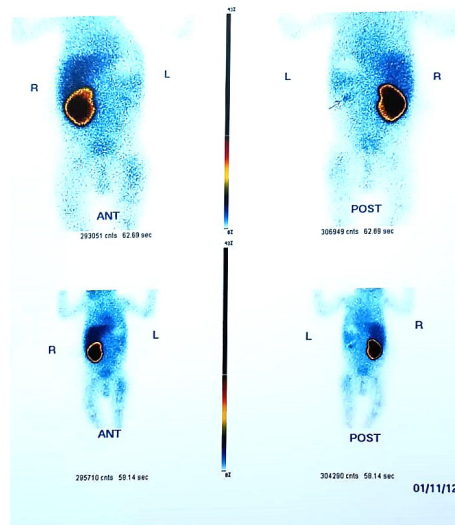 R
L
ANT
293051 cnts 62.69 sec
L
R
POST
306949 cnts 62.69 sec
R
L
ANT
295710 cnts 58.14 sec
L
R
POST
304290 cnts 58.14 sec
01/11/12